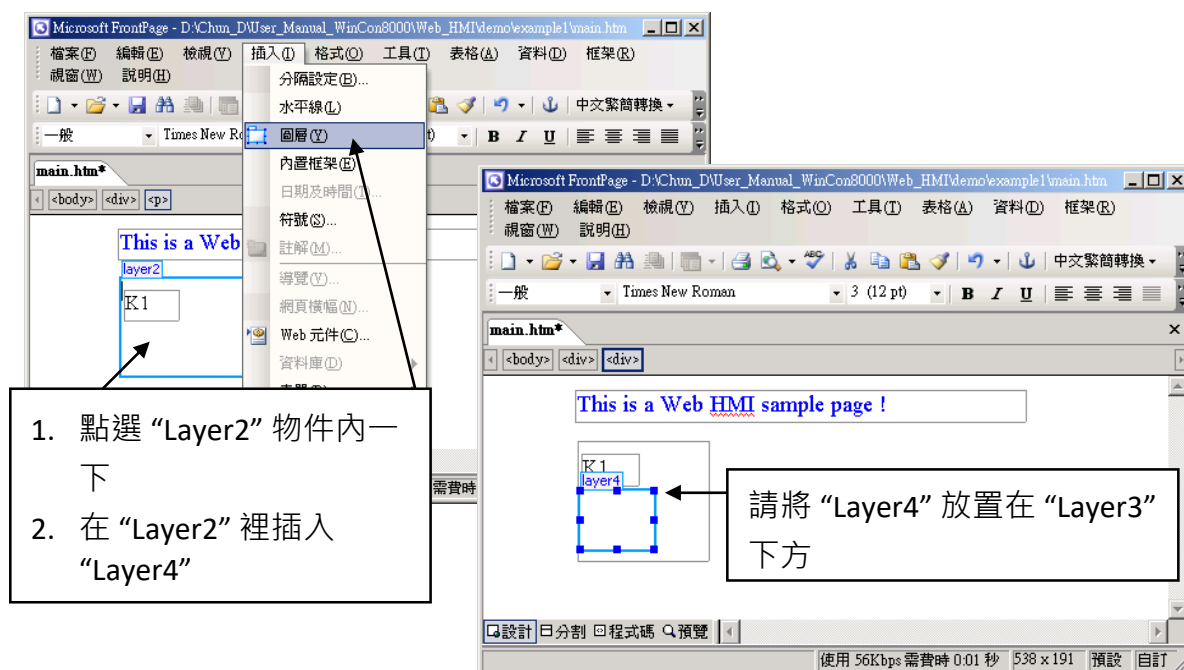 Microsoft FrontPage - D:\Chun_D\User_Manual_WinCon8000\Web_HMI\demo\example1\main.htm
檔案(F) 編輯(E) 檢視(V) 插入(I) 格式(O) 工具(T) 表格(A) 資料(D) 框架(R)
視窗(W) 說明(H)
中文繁簡轉換
一般 Times New Ro B I U
main.htm*
<body> <div> <p>
This is a Web
layer2
K1
分隔設定(B)...
水平線(L)
圖層(Y)
內置框架(E)
日期及時間(T)...
符號(S)...
註解(M)...
導覽(V)...
網頁橫幅(N)...
Web 元件(C)...
資料庫(D)
需費時
1. 點選 “Layer2” 物件內一
下
2. 在 “Layer2” 裡插入
“Layer4”
Microsoft FrontPage - D:\Chun_D\User_Manual_WinCon8000\Web_HMI\demo\example1\main.htm
檔案(F) 編輯(E) 檢視(V) 插入(I) 格式(O) 工具(T) 表格(A) 資料(D) 框架(R)
視窗(W) 說明(H)
ABC 中文繁簡轉換
一般 Times New Roman 3 (12 pt) B I U
main.htm*
<body> <div> <div>
This is a Web HMI sample page !
K1
layer4
請將 “Layer4” 放置在 “Layer3”
下方
設計 分割 程式碼 預覽
使用 56Kbps 需費時 0:01 秒 538 x 191 預設 自訂